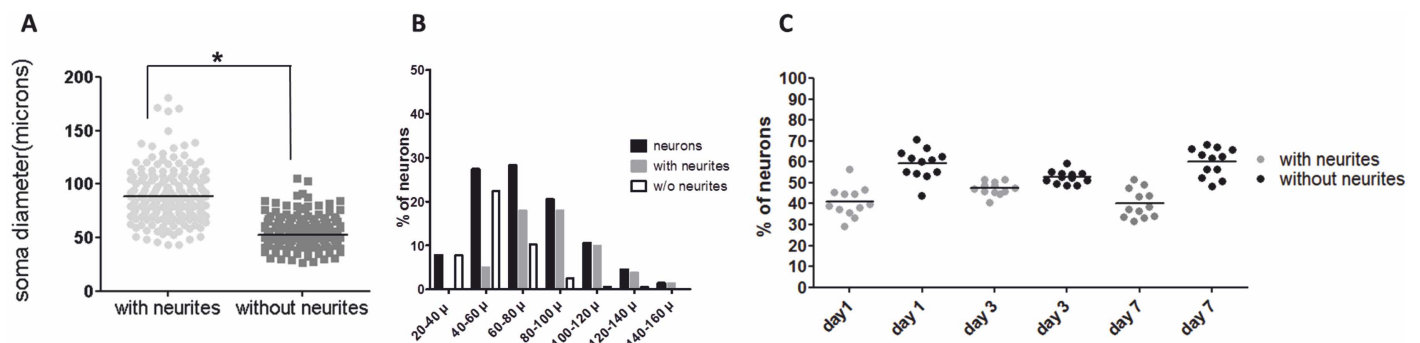 A
soma diameter(microns)
200
150
100
50
0
*
with neurites
without neurites
B
% of neurons
50
40
30
20
10
0
neurons
with neurites
w/o neurites
20-40 µ
40-60 µ
60-80 µ
80-100 µ
100-120 µ
120-140 µ
140-160 µ
C
% of neurons
100
90
80
70
60
50
40
30
20
10
0
with neurites
without neurites
day1
day 1
day 3
day 3
day 7
day 7